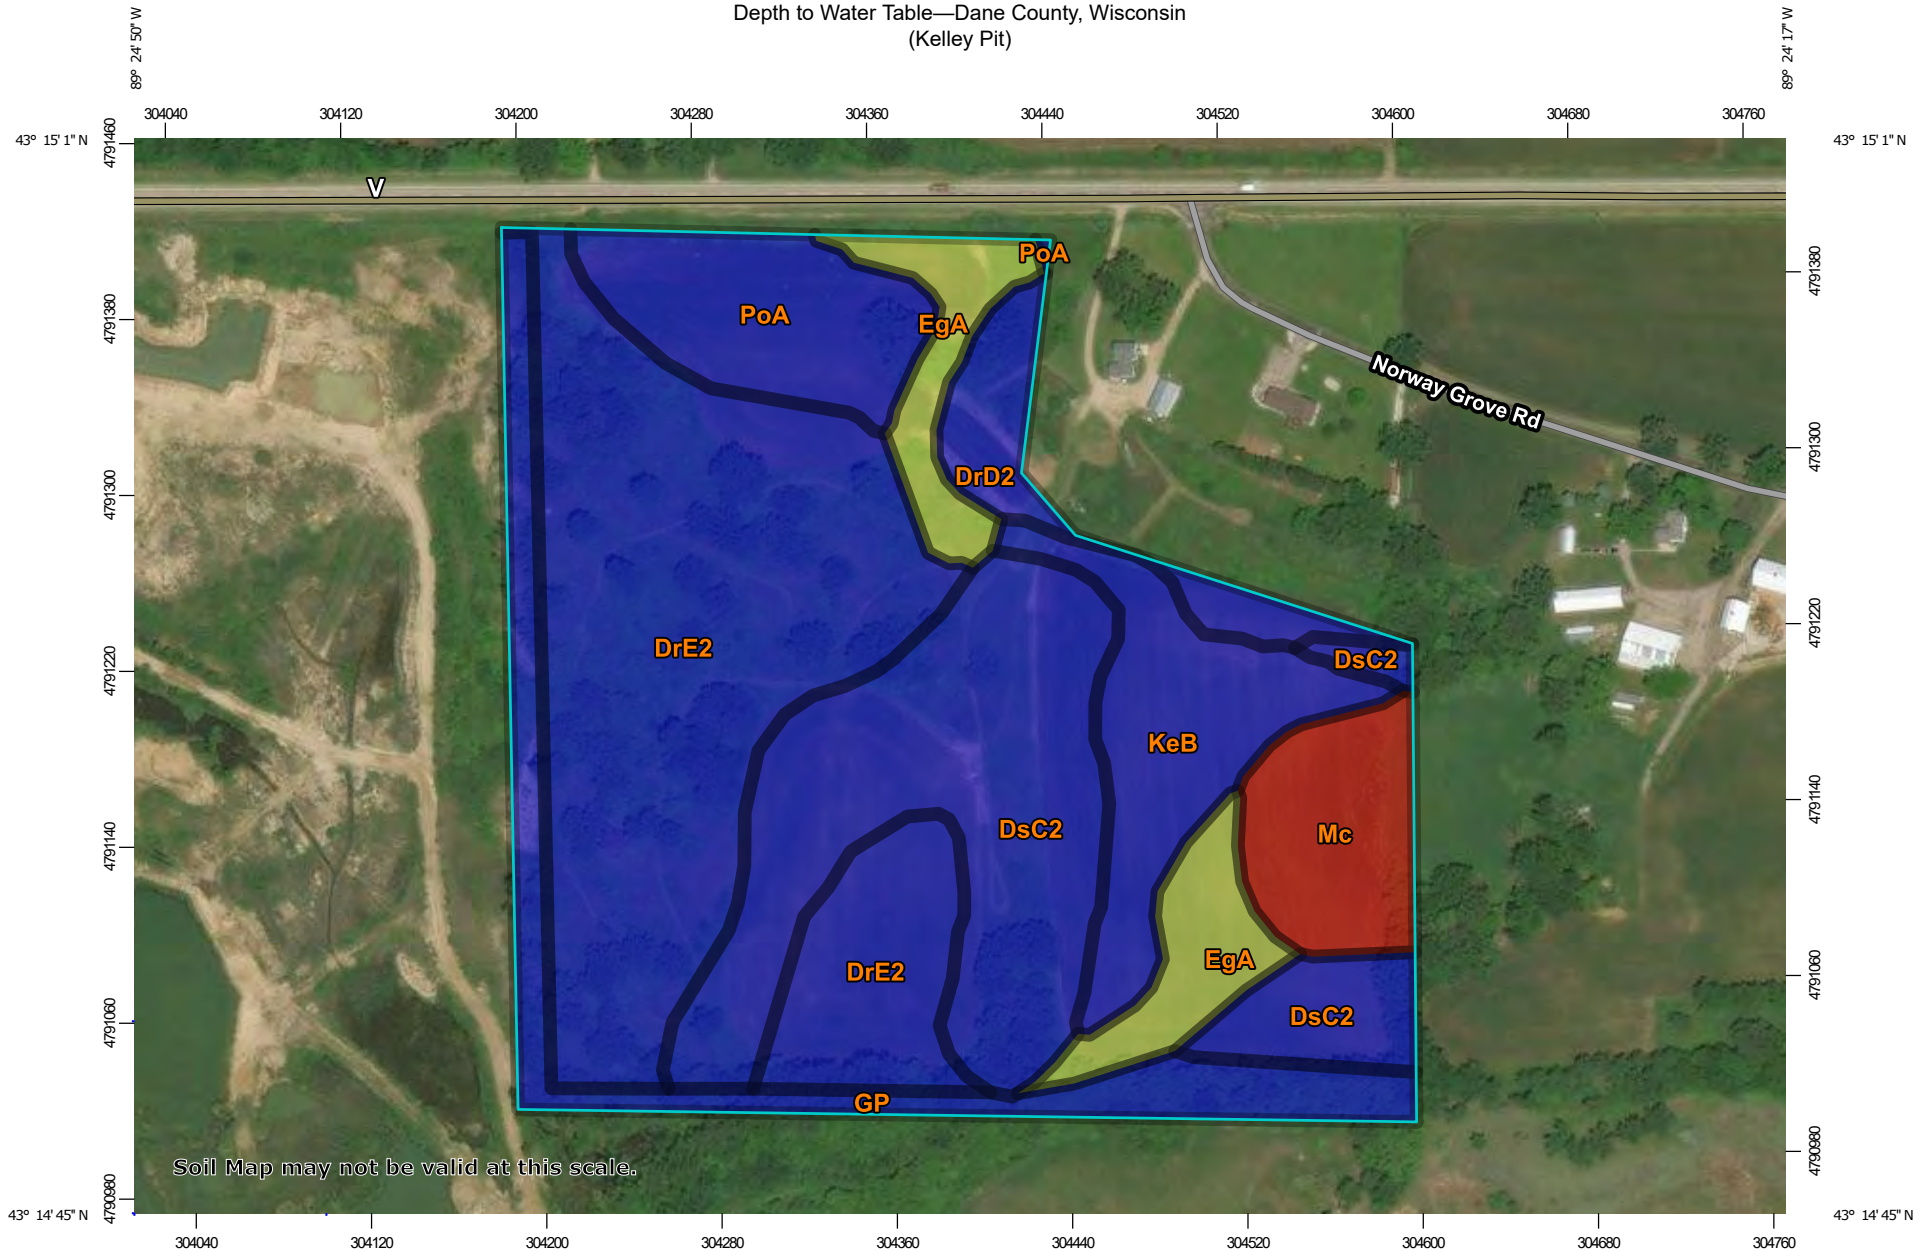 Depth to Water Table—Dane County, Wisconsin
(Kelley Pit)
89° 24' 50'' W
89° 24' 17'' W
304040 304120 304200 304280 304360 304440 304520 304600 304680 304760
43° 15' 1'' N
43° 15' 1'' N
4791460
4791380
4791300
4791220
4791140
4791060
4790980
4791380
4791300
4791220
4791140
4791060
4790980
V
PoA
PoA
EgA
Norway Grove Rd
DrD2
DrE2
DsC2
KeB
DsC2
Mc
EgA
DrE2
DsC2
GP
Soil Map may not be valid at this scale.
43° 14' 45'' N
43° 14' 45'' N
304040 304120 304200 304280 304360 304440 304520 304600 304680 304760